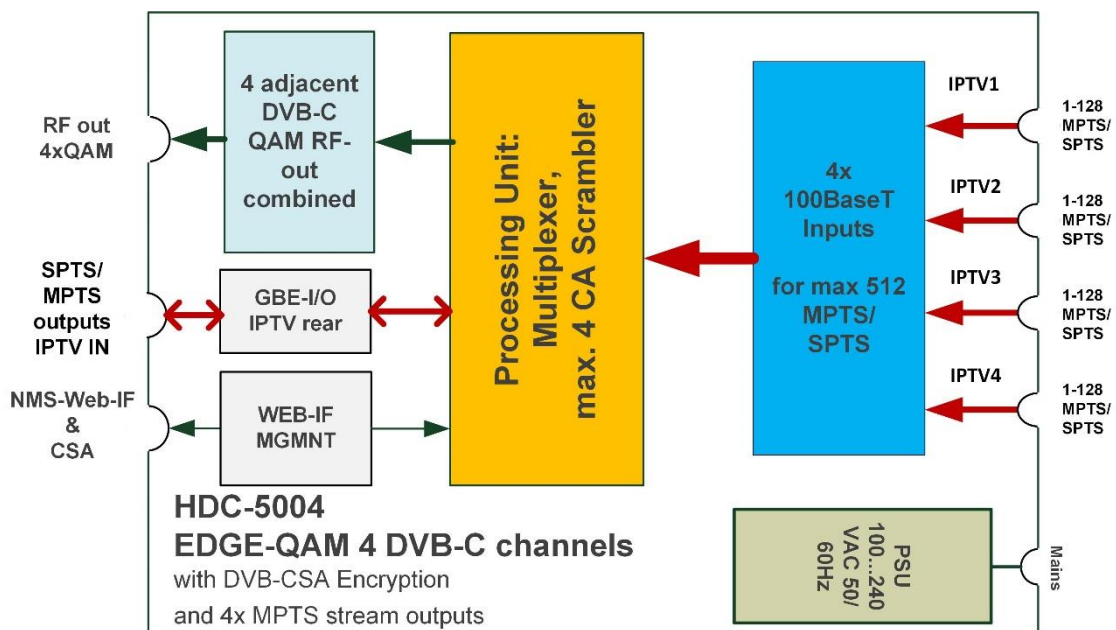 RF out
4xQAM
4 adjacent
DVB-C
QAM RF-
out
combined
SPTS/
MPTS
outputs
IPTV IN
GBE-I/O
IPTV rear
NMS-Web-IF
&
CSA
WEB-IF
MGMNT
Processing Unit:
Multiplexer,
max. 4 CA Scrambler
4x
100BaseT
Inputs
for max 512
MPTS/
SPTS
IPTV1
1-128
MPTS/
SPTS
IPTV2
1-128
MPTS/
SPTS
IPTV3
1-128
MPTS/
SPTS
IPTV4
1-128
MPTS/
SPTS
HDC-5004
EDGE-QAM 4 DVB-C channels
with DVB-CSA Encryption
and 4x MPTS stream outputs
PSU
100...240
VAC 50/
60Hz
Mains